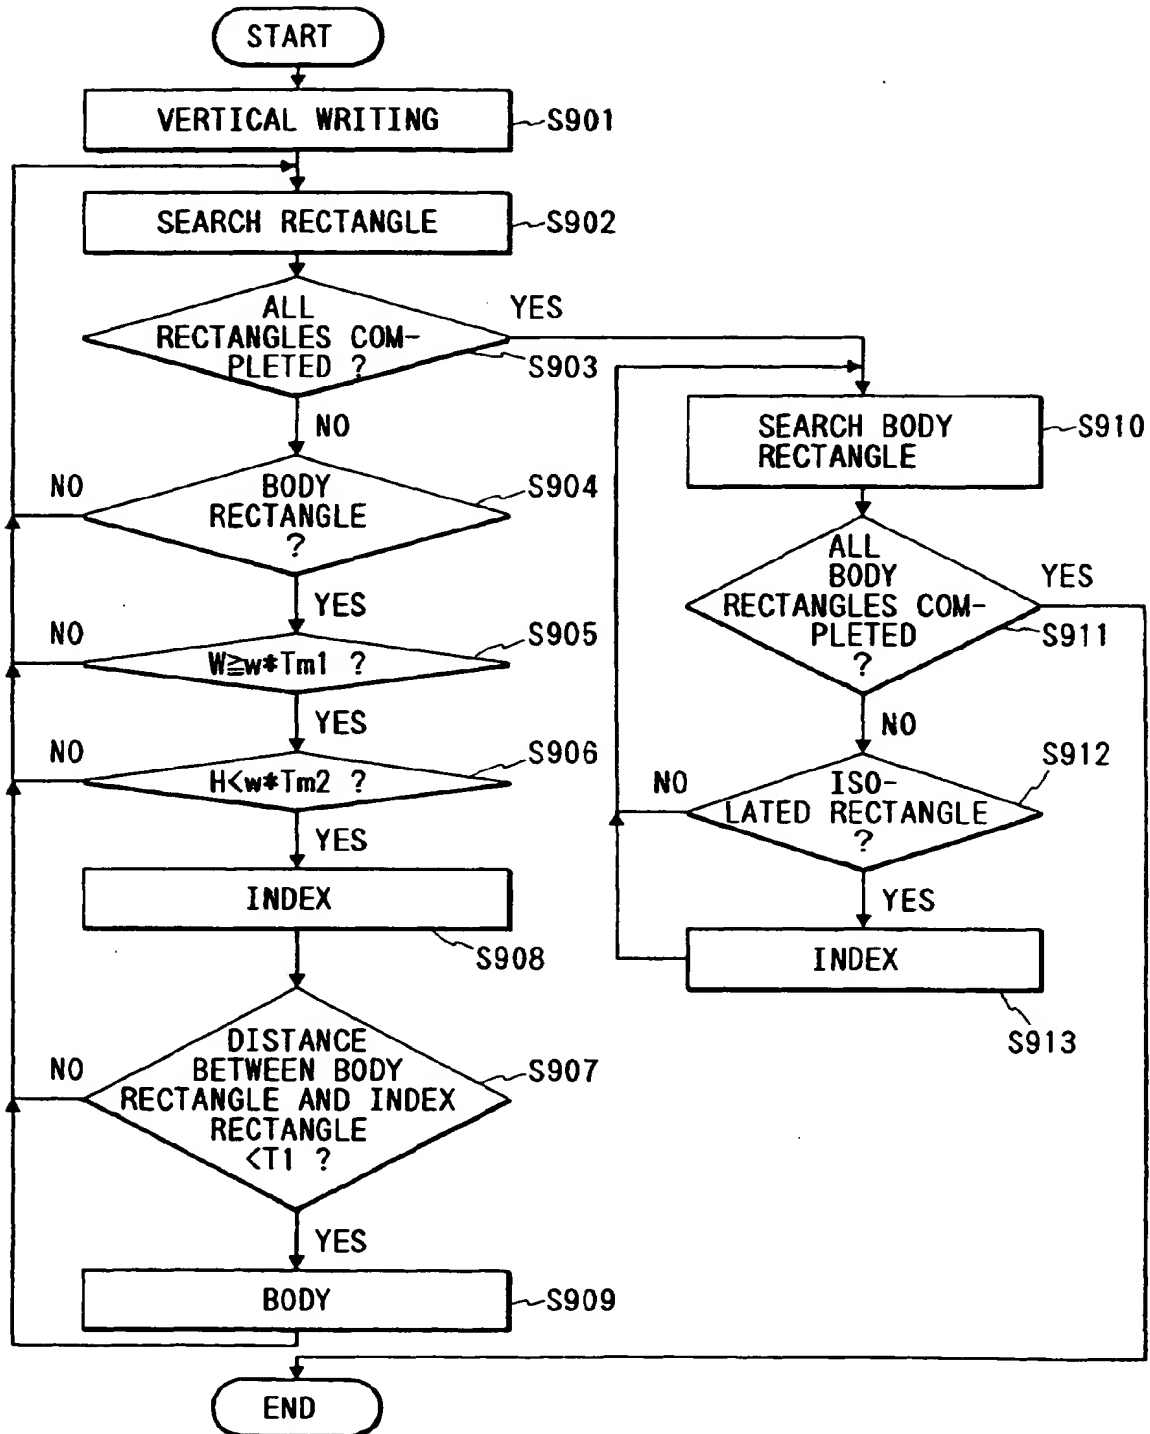 START
VERTICAL WRITING
S901
SEARCH RECTANGLE
S902
ALL
RECTANGLES COM-
PLETED ?
YES
S903
NO
BODY
RECTANGLE
?
NO
S904
YES
W≧w*Tm1 ?
NO
S905
YES
H<w*Tm2 ?
NO
S906
YES
INDEX
S908
DISTANCE
BETWEEN BODY
RECTANGLE AND INDEX
RECTANGLE
<T1 ?
NO
S907
YES
BODY
S909
END
SEARCH BODY
RECTANGLE
S910
ALL
BODY
RECTANGLES COM-
PLETED
?
YES
S911
NO
ISO-
LATED RECTANGLE
?
NO
S912
YES
INDEX
S913